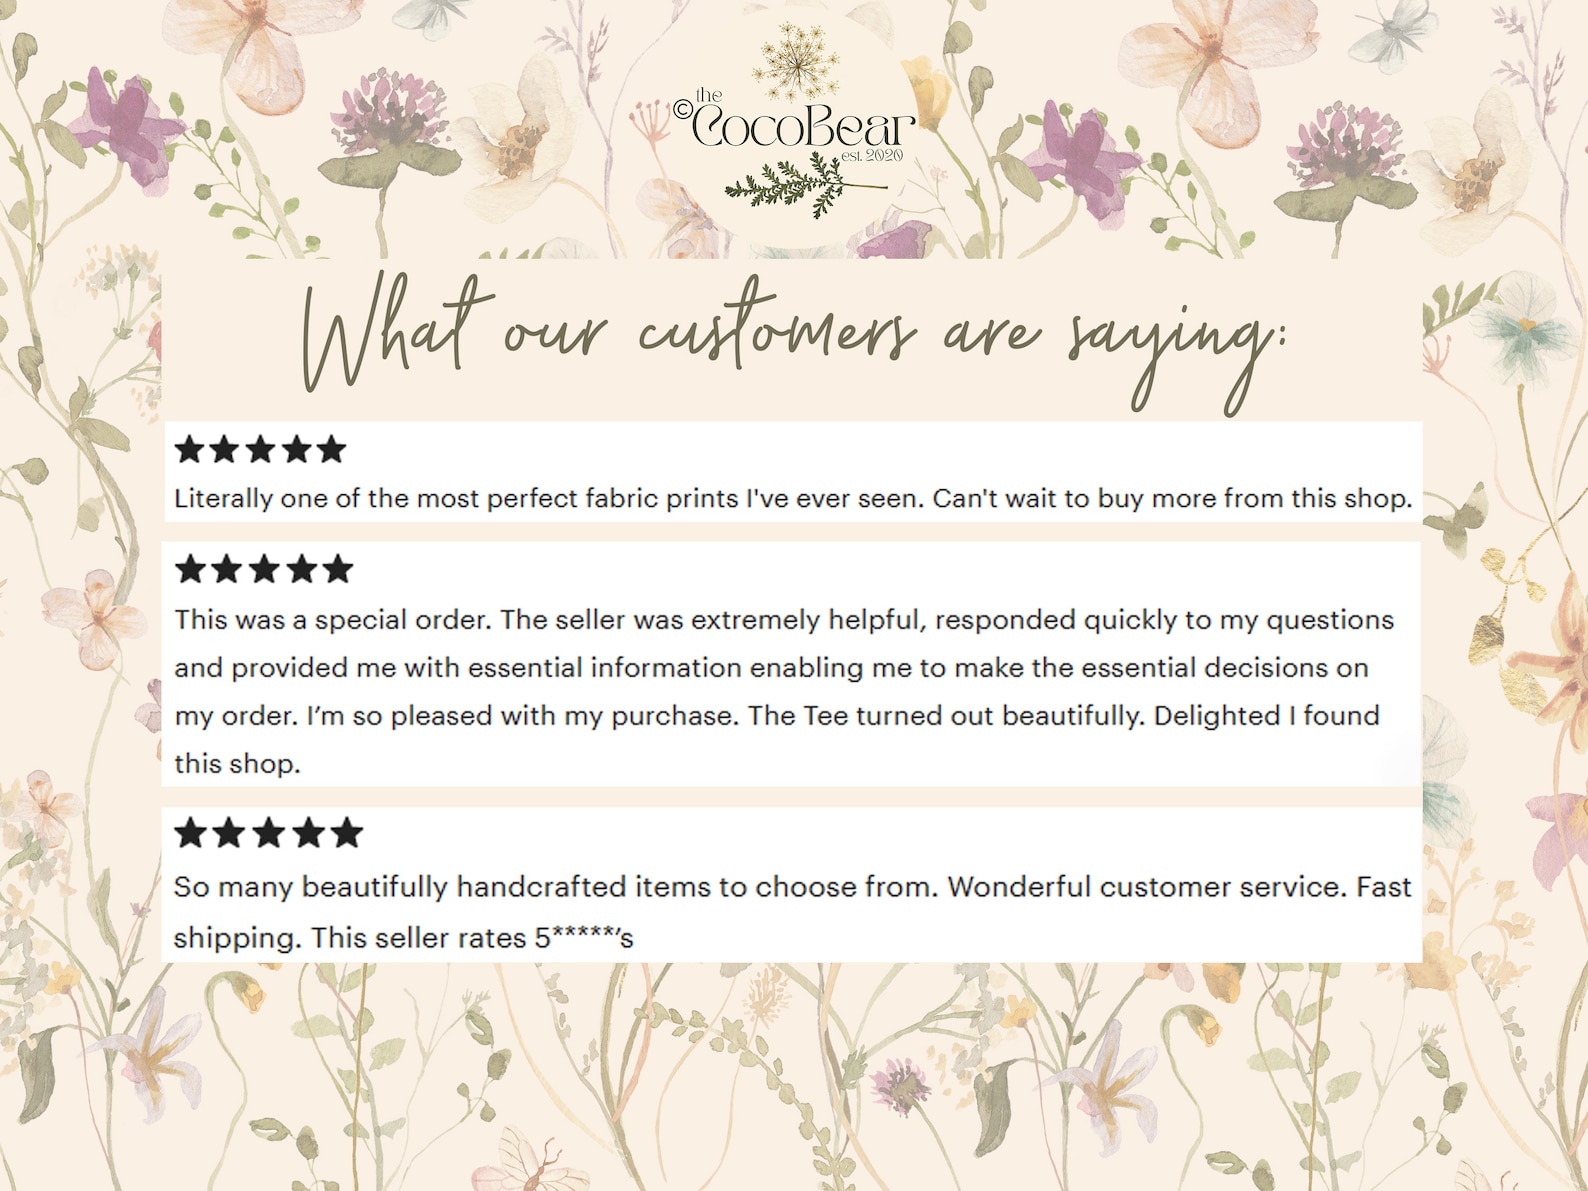 the
©CocoBear
est. 2020
What our customers are saying:
★★★★★
Literally one of the most perfect fabric prints I've ever seen. Can't wait to buy more from this shop.
★★★★★
This was a special order. The seller was extremely helpful, responded quickly to my questions
and provided me with essential information enabling me to make the essential decisions on
my order. I’m so pleased with my purchase. The Tee turned out beautifully. Delighted I found
this shop.
★★★★★
So many beautifully handcrafted items to choose from. Wonderful customer service. Fast
shipping. This seller rates 5*****’s